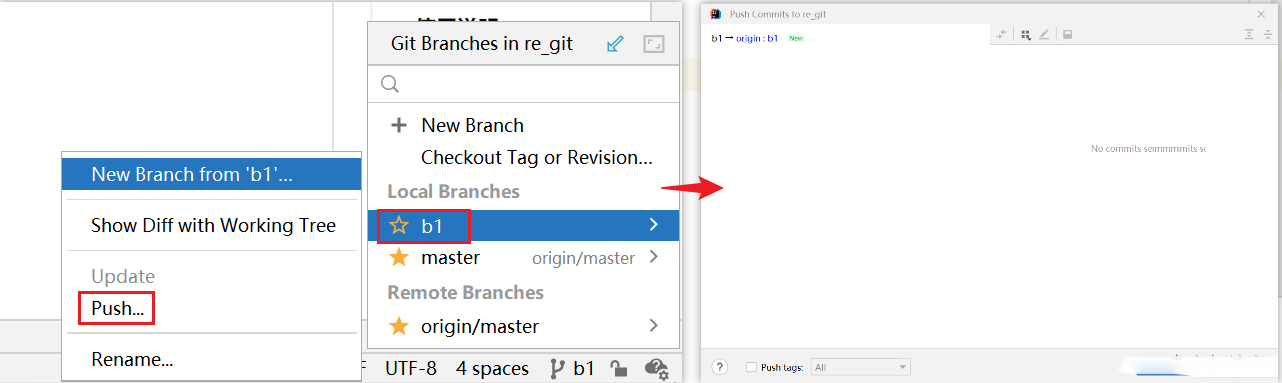 New Branch from 'b1'...
Show Diff with Working Tree
Update
Push...
Rename...
Git Branches in re_git
New Branch
Checkout Tag or Revision...
Local Branches
b1
master origin/master
Remote Branches
origin/master
UTF-8 4 spaces b1
Push Commits to re_git
b1 → origin : b1 New
No commits
? Push tags: All